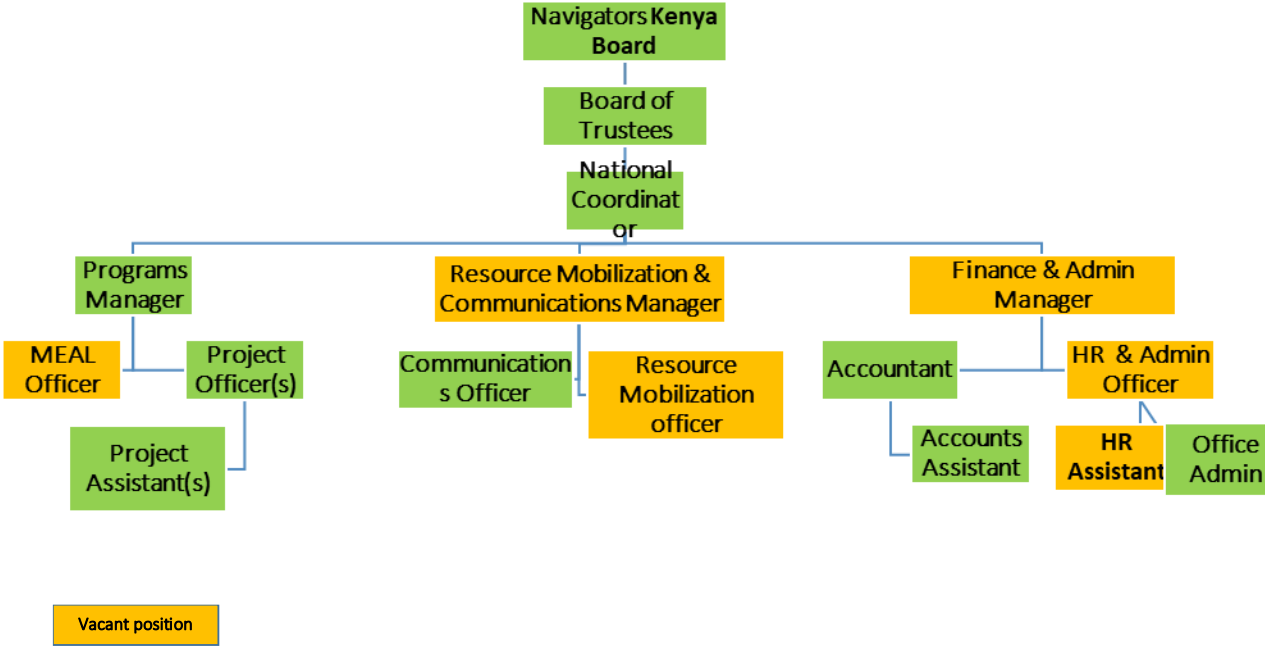 Navigators Kenya
Board
Board of
Trustees
National
Coordinat
or
Programs
Manager
Resource Mobilization &
Communications Manager
Finance & Admin
Manager
MEAL
Officer
Project
Officer(s)
Communication
s Officer
Resource
Mobilization
officer
Accountant
HR & Admin
Officer
Project
Assistant(s)
Accounts
Assistant
HR
Assistant
Office
Admin
Vacant position